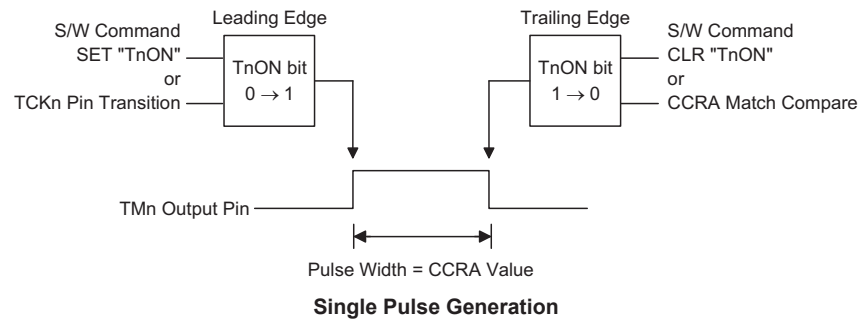 Leading Edge
S/W Command
SET "TnON"
or
TCKn Pin Transition
TnON bit
0 → 1
Trailing Edge
TnON bit
1 → 0
S/W Command
CLR "TnON"
or
CCRA Match Compare
TMn Output Pin
Pulse Width = CCRA Value
Single Pulse Generation